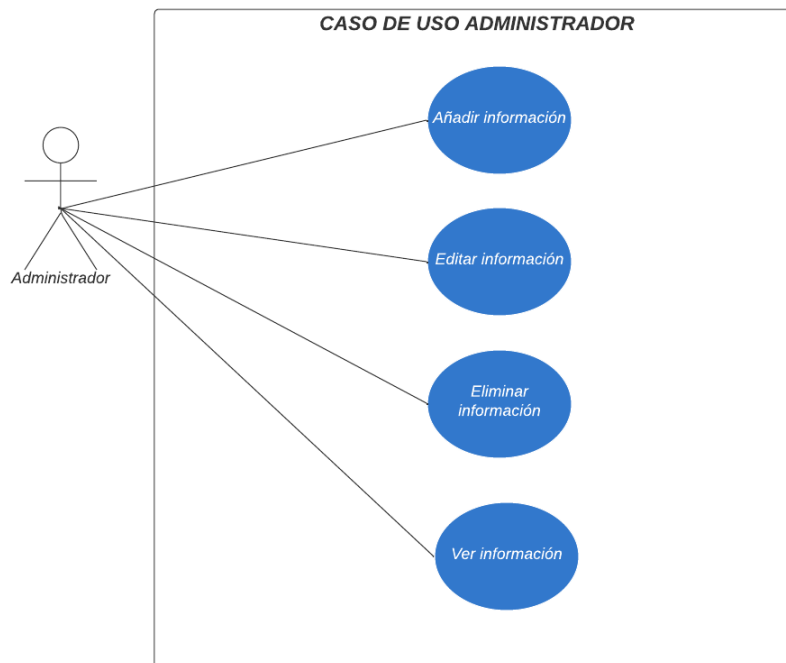 CASO DE USO ADMINISTRADOR
Añadir información
Editar información
Administrador
Eliminar
información
Ver información